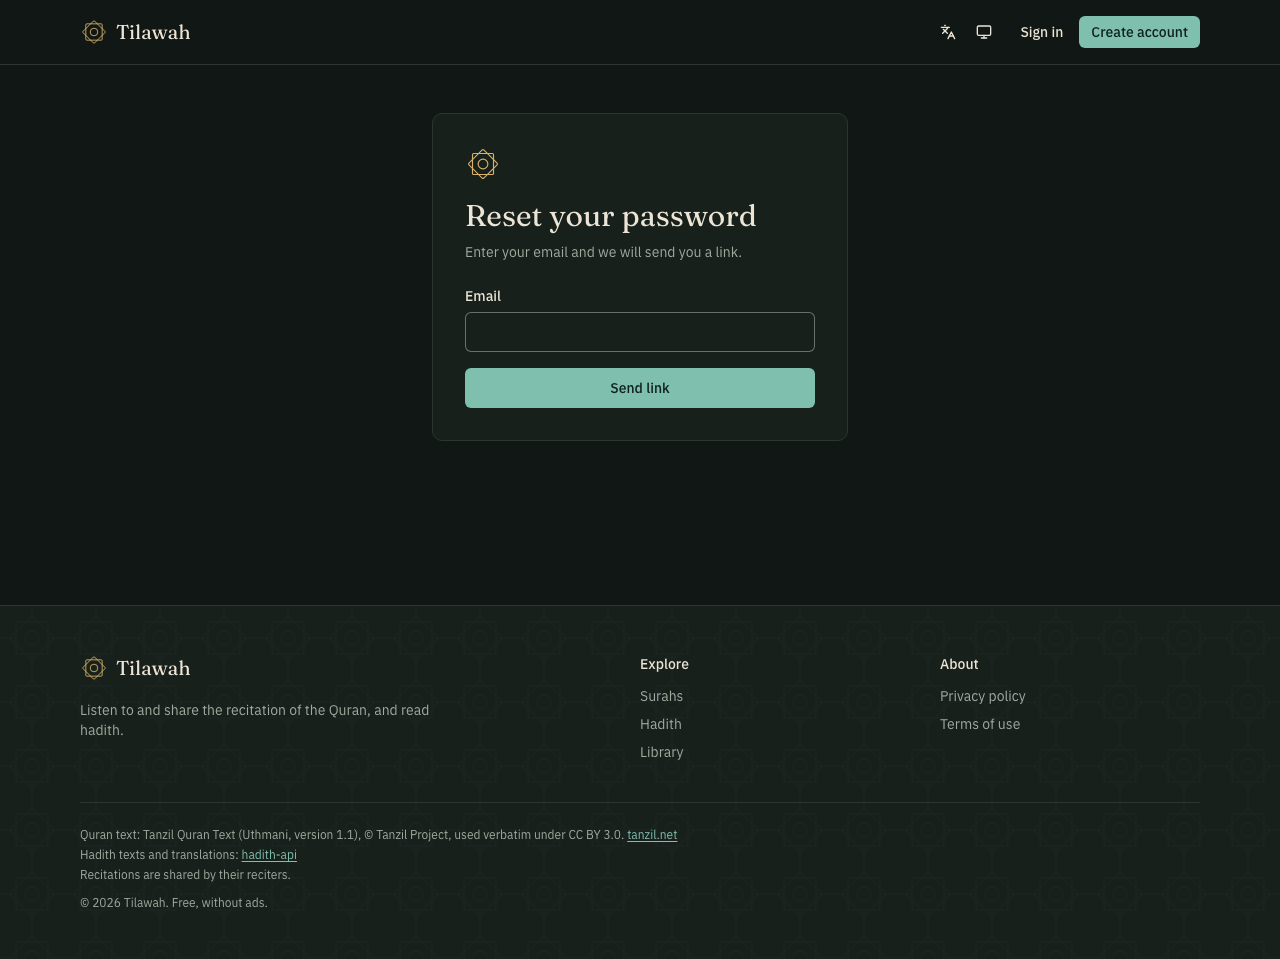 Tilawah
Sign in
Create account
Reset your password
Enter your email and we will send you a link.
Email
Send link
Tilawah
Listen to and share the recitation of the Quran, and read
hadith.
Explore
Surahs
Hadith
Library
About
Privacy policy
Terms of use
Quran text: Tanzil Quran Text (Uthmani, version 1.1), © Tanzil Project, used verbatim under CC BY 3.0. tanzil.net
Hadith texts and translations: hadith-api
Recitations are shared by their reciters.
© 2026 Tilawah. Free, without ads.